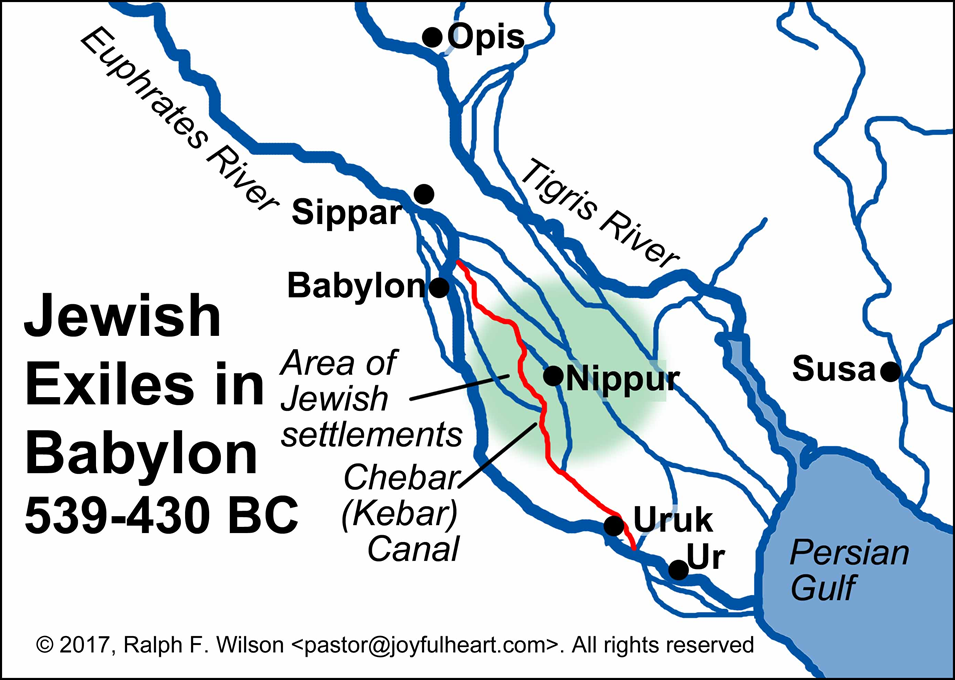 Opis
Euphrates River
Tigris River
Sippar
Babylon
Jewish
Exiles in
Babylon
539-430 BC
Area of
Jewish
settlements
Nippur
Susa
Chebar
(Kebar)
Canal
Uruk
Ur
Persian
Gulf
© 2017, Ralph F. Wilson <pastor@joyfulheart.com>. All rights reserved